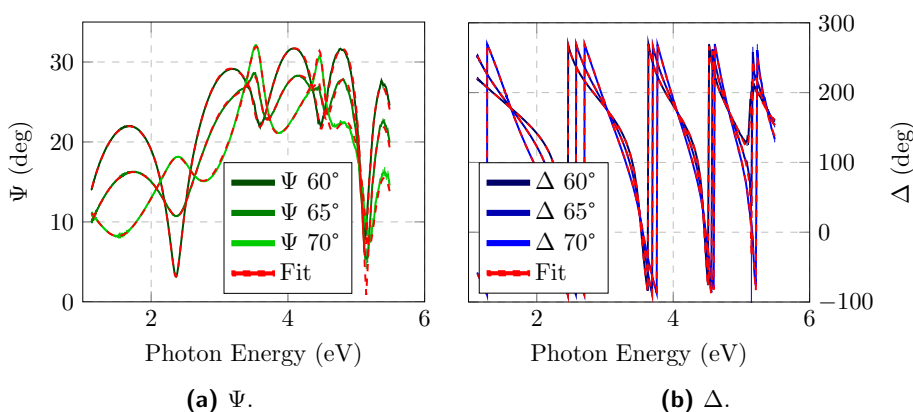 30
20
10
0
2
4
6
Ψ (deg)
Photon Energy (eV)
Ψ 60°
Ψ 65°
Ψ 70°
Fit
(a) Ψ.
300
200
100
0
−100
2
4
6
Δ (deg)
Photon Energy (eV)
Δ 60°
Δ 65°
Δ 70°
Fit
(b) Δ.